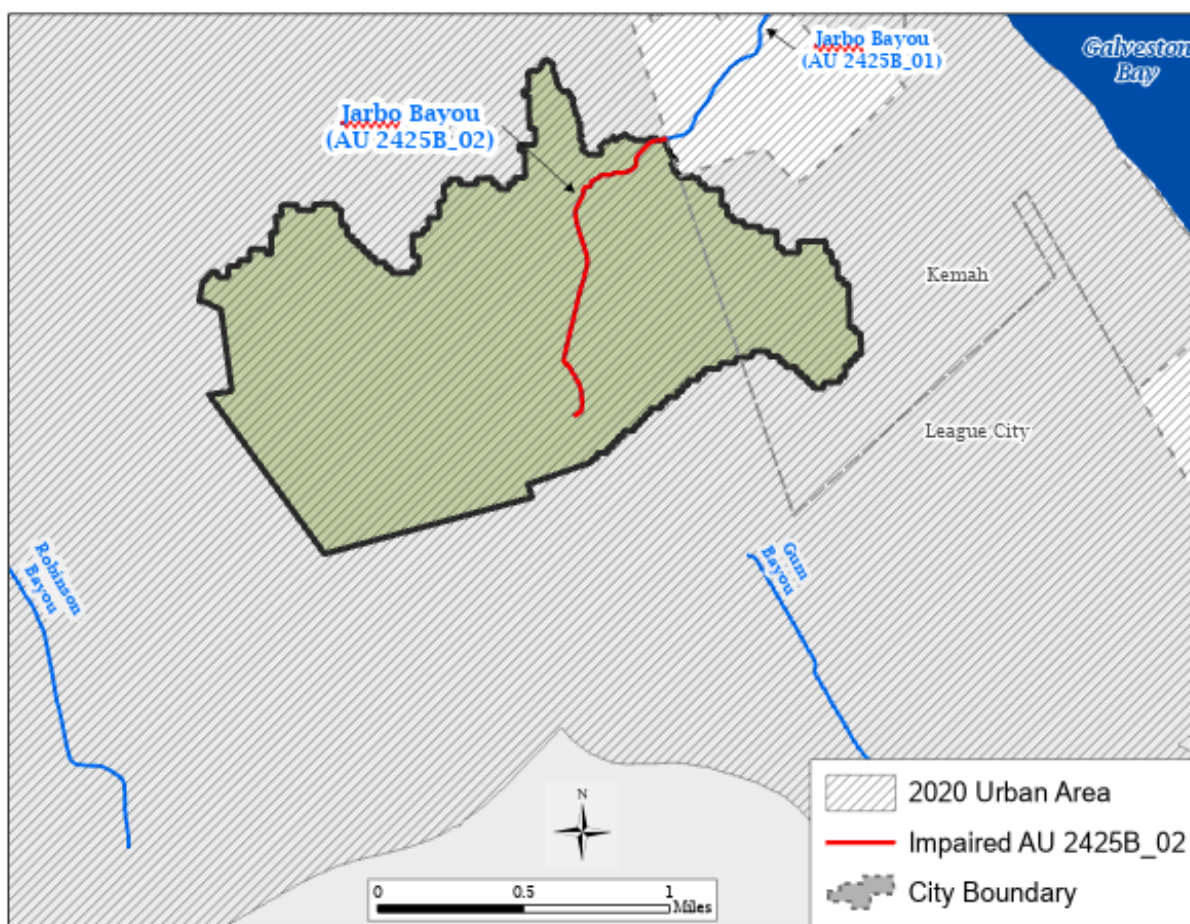 Jarbo Bayou
(AU 2425B_01)
Galveston
Bay
Jarbo Bayou
(AU 2425B_02)
Kemah
League City
Robinson
Bayou
Gum
Bayou
N
0 0.5 1
Miles
2020 Urban Area
Impaired AU 2425B_02
City Boundary